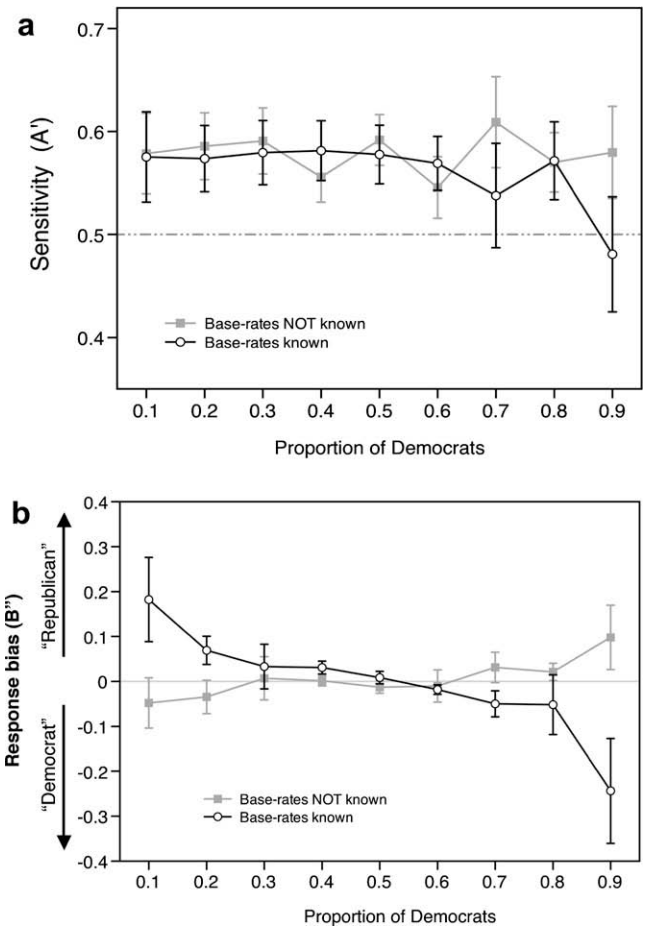 a
0.7
0.6
0.5
0.4
Sensitivity (A')
Base-rates NOT known
Base-rates known
0.1 0.2 0.3 0.4 0.5 0.6 0.7 0.8 0.9
Proportion of Democrats
b
0.4
0.3
0.2
0.1
0
-0.1
-0.2
-0.3
-0.4
Response bias (B")
"Republican"
"Democrat"
Base-rates NOT known
Base-rates known
0.1 0.2 0.3 0.4 0.5 0.6 0.7 0.8 0.9
Proportion of Democrats